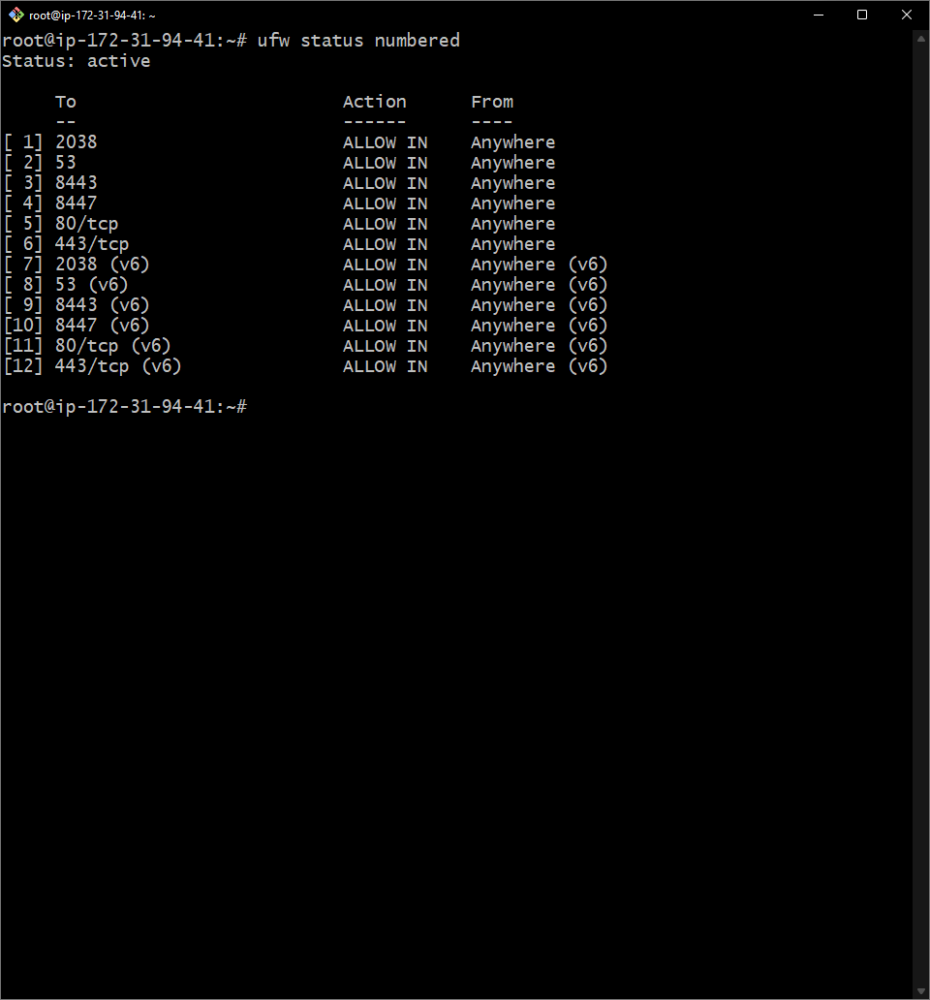 root@ip-172-31-94-41: ~
root@ip-172-31-94-41:~# ufw status numbered
Status: active

     To                         Action      From
     --                         ------      ----
[ 1] 2038                       ALLOW IN    Anywhere
[ 2] 53                         ALLOW IN    Anywhere
[ 3] 8443                       ALLOW IN    Anywhere
[ 4] 8447                       ALLOW IN    Anywhere
[ 5] 80/tcp                     ALLOW IN    Anywhere
[ 6] 443/tcp                    ALLOW IN    Anywhere
[ 7] 2038 (v6)                  ALLOW IN    Anywhere (v6)
[ 8] 53 (v6)                    ALLOW IN    Anywhere (v6)
[ 9] 8443 (v6)                  ALLOW IN    Anywhere (v6)
[10] 8447 (v6)                  ALLOW IN    Anywhere (v6)
[11] 80/tcp (v6)                ALLOW IN    Anywhere (v6)
[12] 443/tcp (v6)               ALLOW IN    Anywhere (v6)

root@ip-172-31-94-41:~#